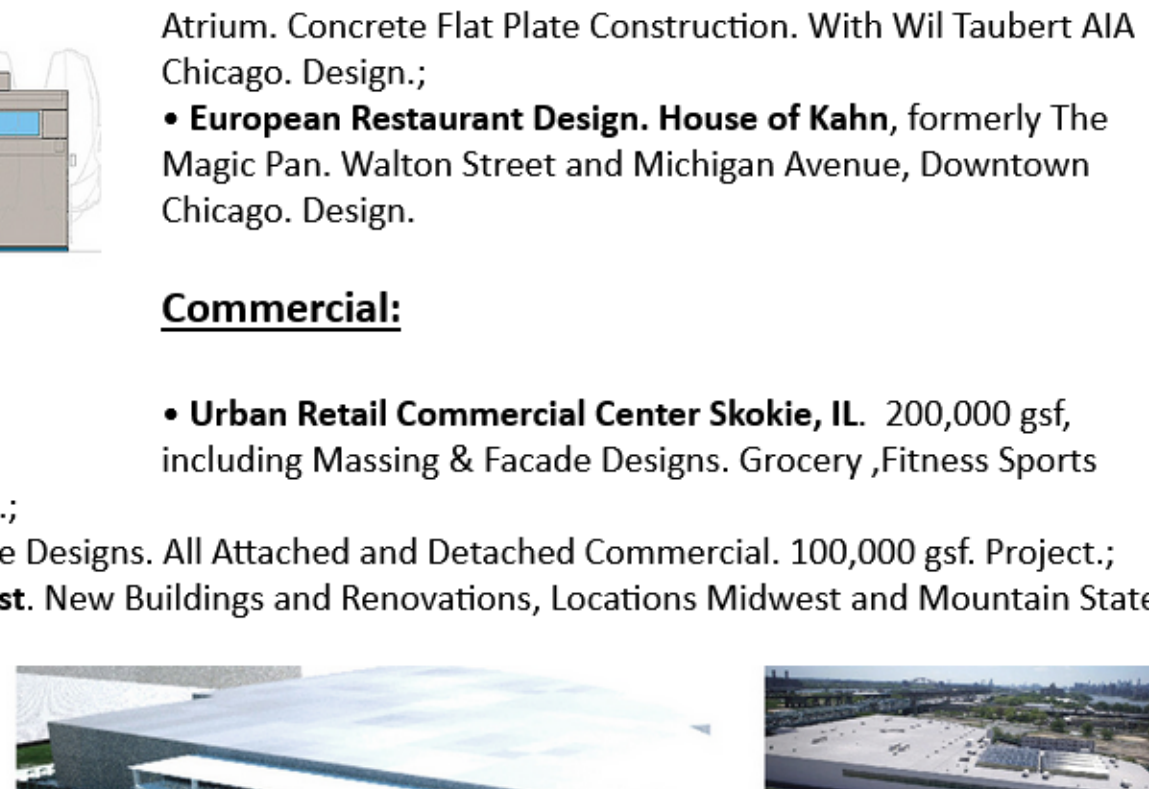 Atrium. Concrete Flat Plate Construction. With Wil Taubert AIA
Chicago. Design.;
• European Restaurant Design. House of Kahn, formerly The
Magic Pan. Walton Street and Michigan Avenue, Downtown
Chicago. Design.
Commercial:
• Urban Retail Commercial Center Skokie, IL.  200,000 gsf,
including Massing & Facade Designs. Grocery ,Fitness Sports
.;
e Designs. All Attached and Detached Commercial. 100,000 gsf. Project.;
st. New Buildings and Renovations, Locations Midwest and Mountain State